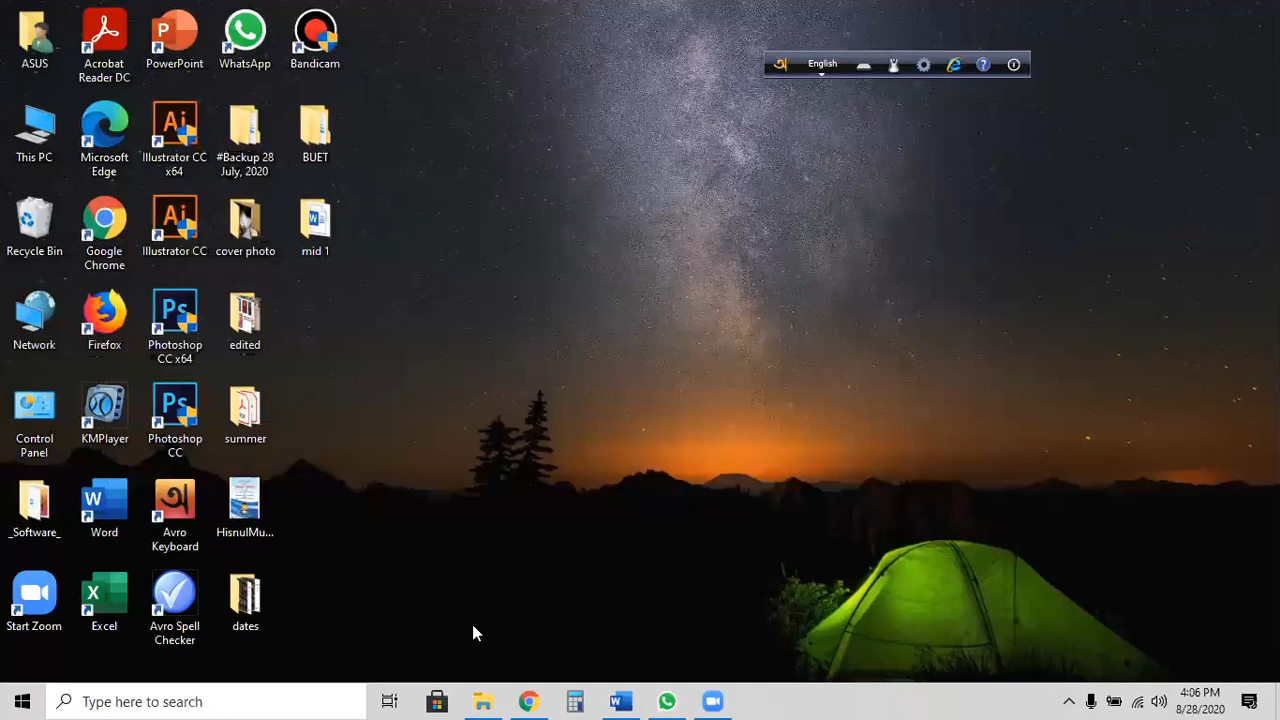 ASUS
Acrobat
Reader DC
PowerPoint
WhatsApp
Bandicam
English
This PC
Microsoft
Edge
Illustrator CC
x64
#Backup 28
July, 2020
BUET
Recycle Bin
Google
Chrome
Illustrator CC
cover photo
mid 1
Network
Firefox
Photoshop
CC x64
edited
Control
Panel
KMPlayer
Photoshop
CC
summer
_Software_
Word
Avro
Keyboard
HisnulMu...
Start Zoom
Excel
Avro Spell
Checker
dates
Type here to search
4:06 PM
8/28/2020